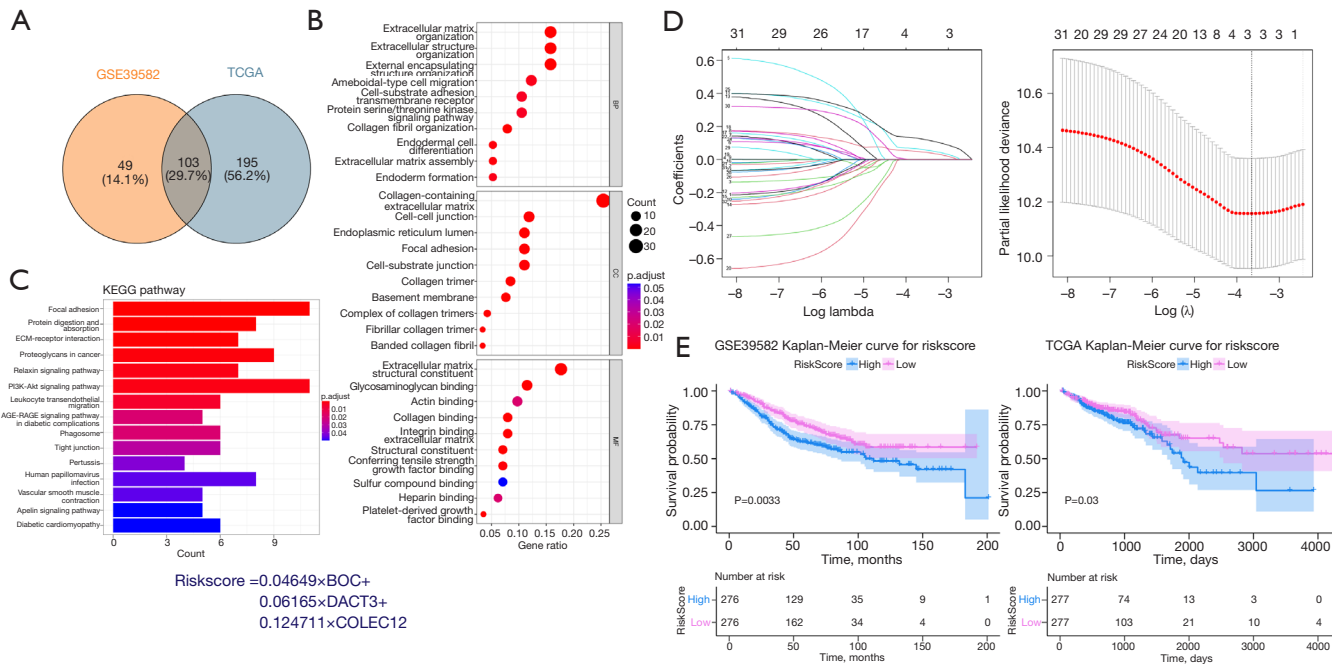 A
GSE39582
TCGA
49
(14.1%)
103
(29.7%)
195
(56.2%)
B
Extracellular matrix
organization
Extracellular structure
organization
External encapsulating
structure organization
Ameboidal-type cell migration
Cell-substrate adhesion
transmembrane receptor
Protein serine/threonine kinase
signaling pathway
Collagen fibril organization
Endodermal cell
differentiation
Extracellular matrix assembly
Endoderm formation
BP
Collagen-containing
extracellular matrix
Cell-cell junction
Endoplasmic reticulum lumen
Focal adhesion
Cell-substrate junction
Collagen trimer
Basement membrane
Complex of collagen trimers
Fibrillar collagen trimer
Banded collagen fibril
CC
Extracellular matrix
structural constituent
Glycosaminoglycan binding
Actin binding
Collagen binding
Integrin binding
extracellular matrix
Structural constituent
Conferring tensile strength
growth factor binding
Sulfur compound binding
Heparin binding
Platelet-derived growth
factor binding
MF
0.05 0.10 0.15 0.20 0.25
Gene ratio
Count
10
20
30
p.adjust
0.05
0.04
0.03
0.02
0.01
C
KEGG pathway
Focal adhesion
Protein digestion and
absorption
ECM-receptor interaction
Proteoglycans in cancer
Relaxin signaling pathway
PI3K-Akt signaling pathway
Leukocyte transendothelial
migration
AGE-RAGE signaling pathway
in diabetic complications
Phagosome
Tight junction
Pertussis
Human papillomavirus
infection
Vascular smooth muscle
contraction
Apelin signaling pathway
Diabetic cardiomyopathy
0 3 6 9
Count
p.adjust
0.01
0.02
0.03
0.04
Riskscore =0.04649×BOC+
0.06165×DACT3+
0.124711×COLEC12
D
31 29 26 17 4 3
0.6
0.4
0.2
0.0
−0.2
−0.4
−0.6
Coefficients
−8 −7 −6 −5 −4 −3
Log lambda
31 20 29 29 27 24 20 13 8 4 3 3 3 1
10.6
10.4
10.2
10.0
Partial likelihood deviance
−8 −7 −6 −5 −4 −3
Log (λ)
E
GSE39582 Kaplan-Meier curve for riskscore
RiskScore High Low
1.00
0.75
0.50
0.25
0.00
Survival probability
P=0.0033
0 50 100 150 200
Time, months
Number at risk
RiskScore
High 276 129 35 9 1
Low 276 162 34 4 0
0 50 100 150 200
Time, months
TCGA Kaplan-Meier curve for riskscore
RiskScore High Low
1.00
0.75
0.50
0.25
0.00
Survival probability
P=0.03
0 1000 2000 3000 4000
Time, days
Number at risk
RiskScore
High 277 74 13 3 0
Low 277 103 21 10 4
0 1000 2000 3000 4000
Time, days